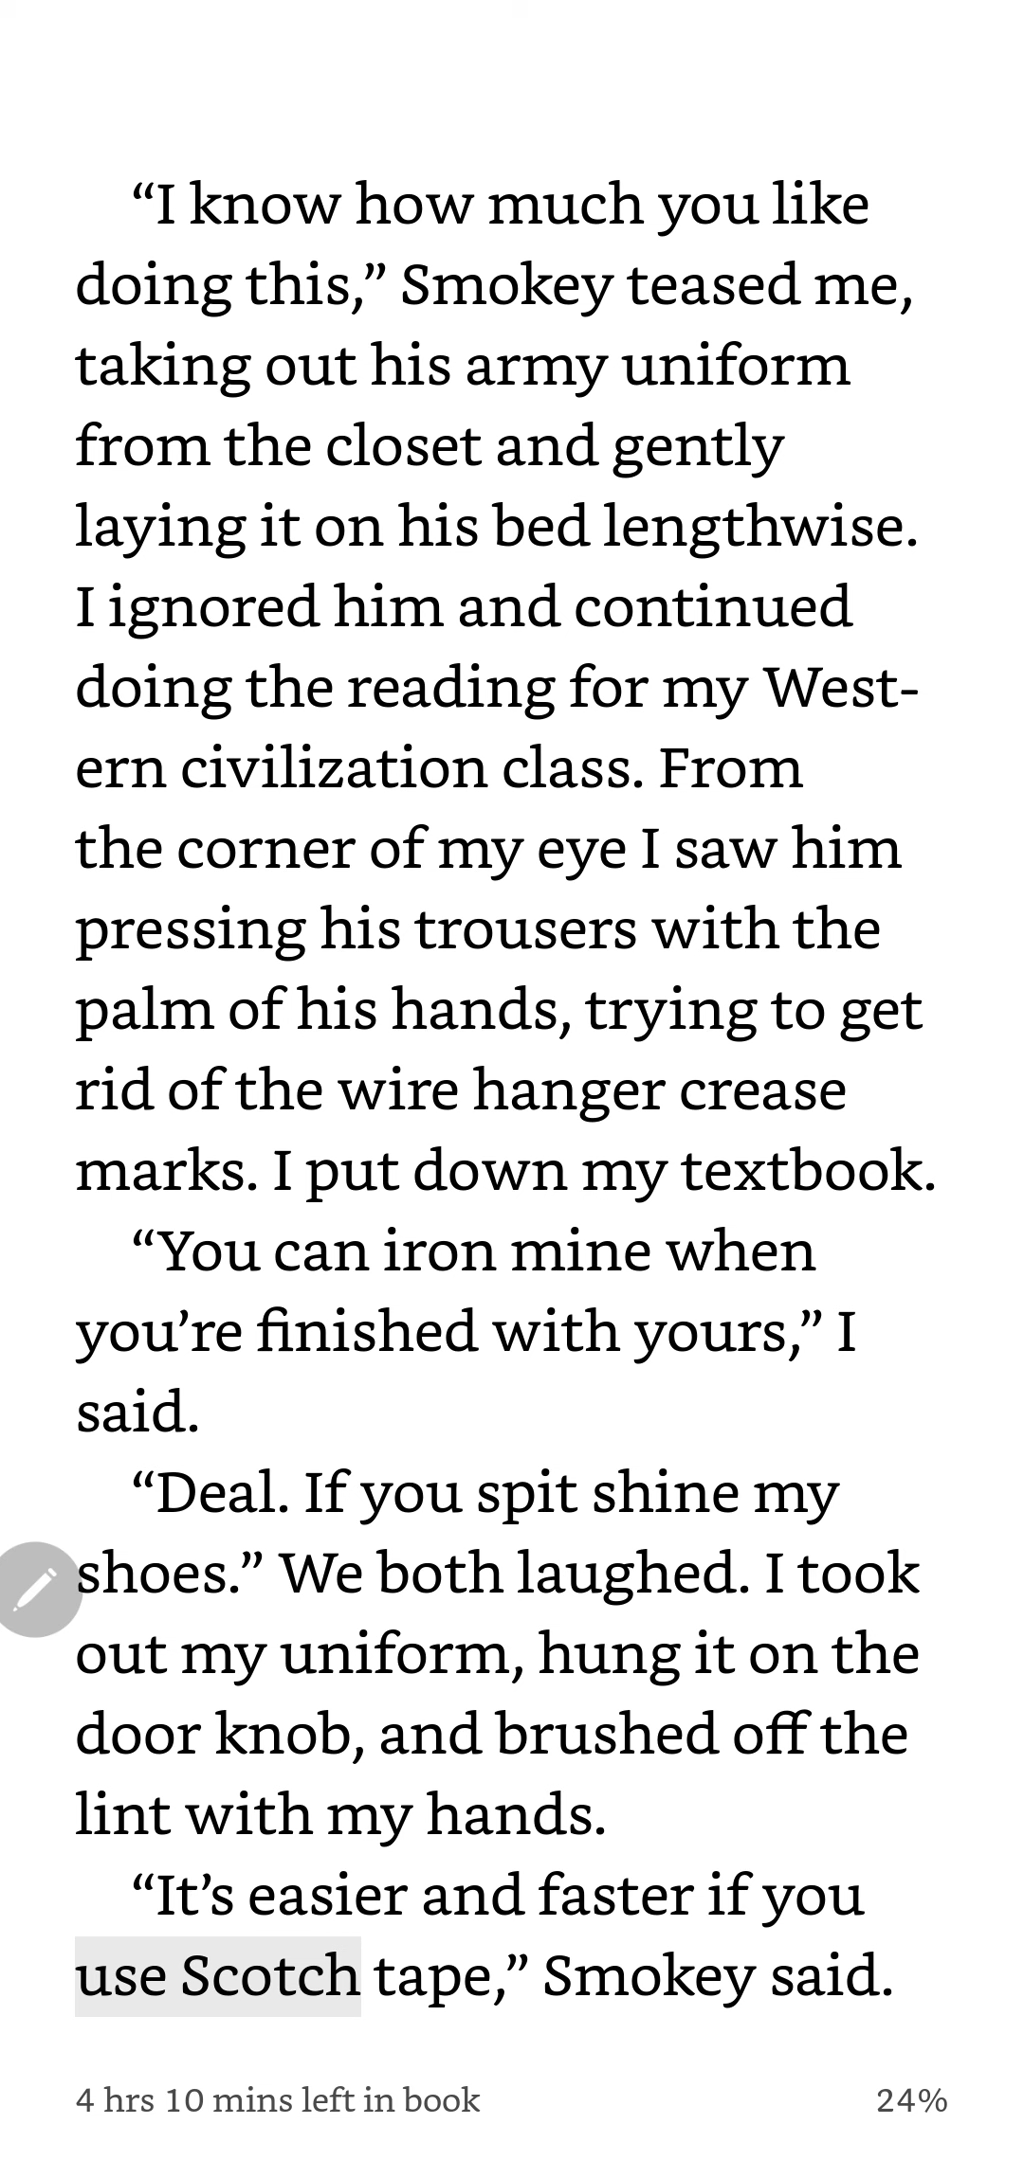 “I know how much you like
doing this,” Smokey teased me,
taking out his army uniform
from the closet and gently
laying it on his bed lengthwise.
I ignored him and continued
doing the reading for my West-
ern civilization class. From
the corner of my eye I saw him
pressing his trousers with the
palm of his hands, trying to get
rid of the wire hanger crease
marks. I put down my textbook.
“You can iron mine when
you’re finished with yours,” I
said.
“Deal. If you spit shine my
shoes.” We both laughed. I took
out my uniform, hung it on the
door knob, and brushed off the
lint with my hands.
“It’s easier and faster if you
use Scotch tape,” Smokey said.
4 hrs 10 mins left in book 24%